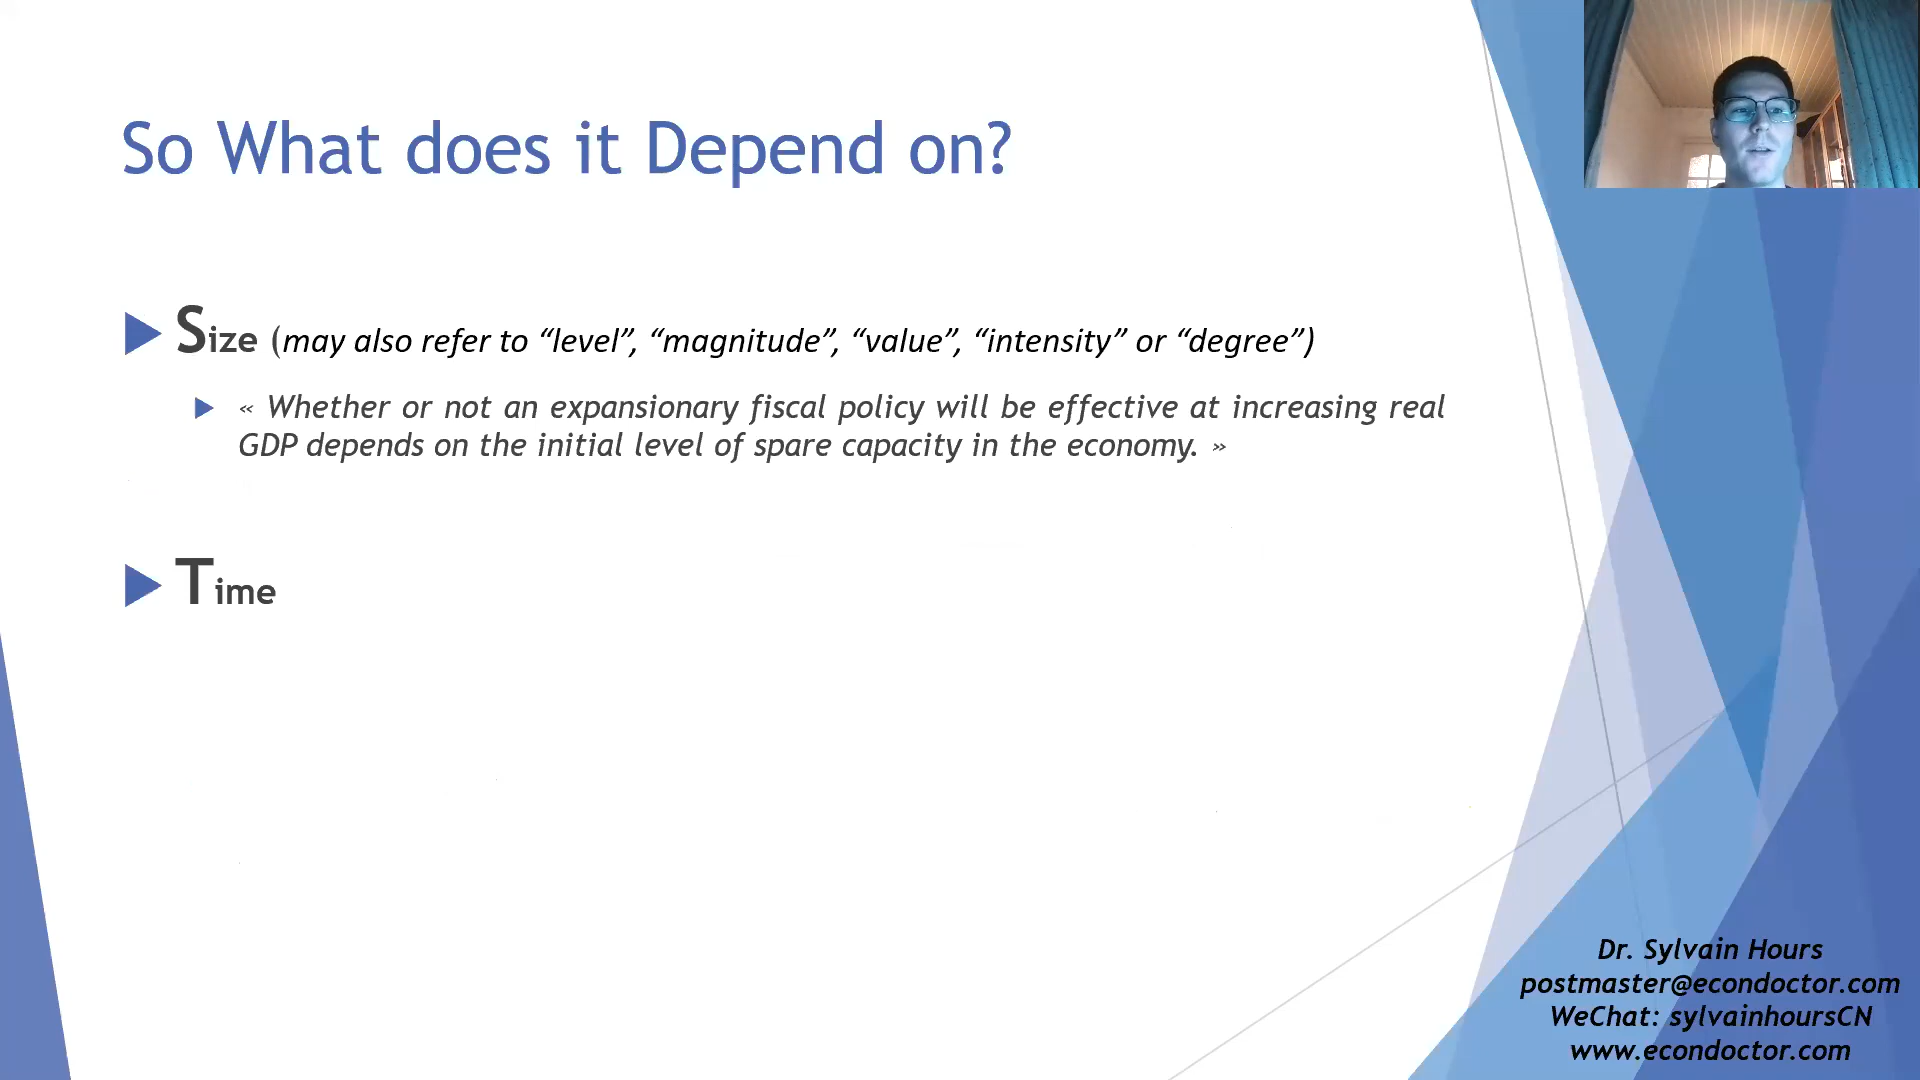 So What does it Depend on?
Size (may also refer to “level”, “magnitude”, “value”, “intensity” or “degree”)
« Whether or not an expansionary fiscal policy will be effective at increasing real
GDP depends on the initial level of spare capacity in the economy. »
Time
Dr. Sylvain Hours
postmaster@econdoctor.com
WeChat: sylvainhoursCN
www.econdoctor.com